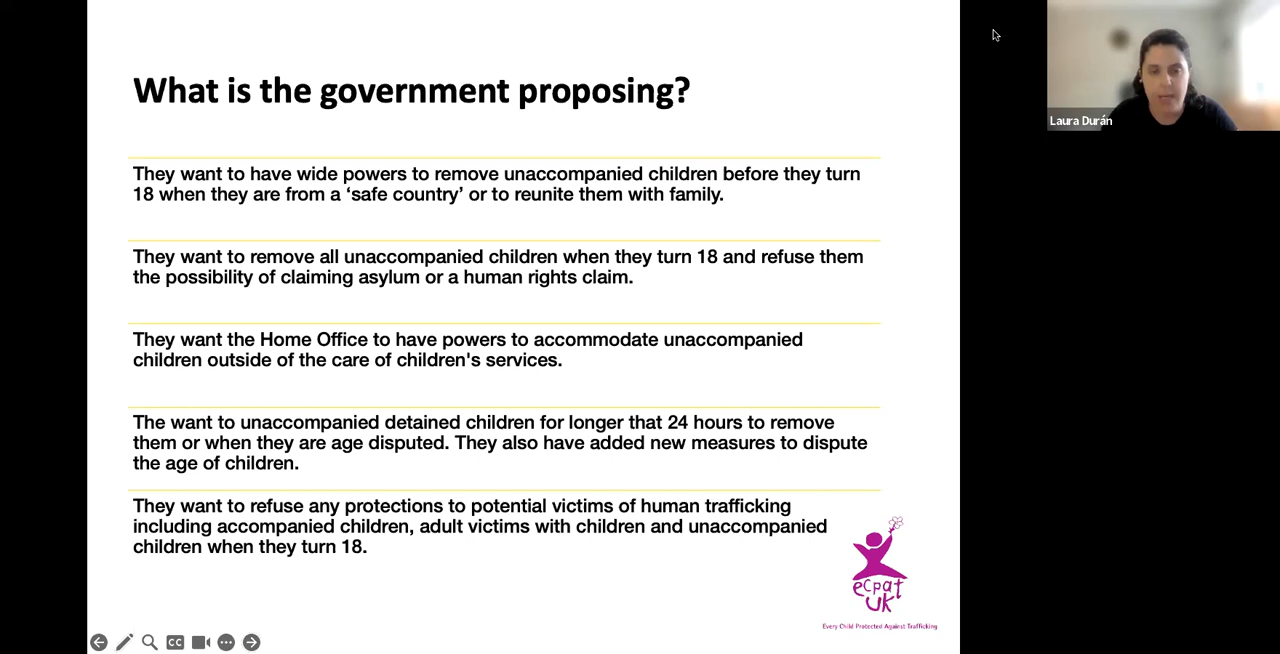 What is the government proposing?
Laura Durán
They want to have wide powers to remove unaccompanied children before they turn
18 when they are from a ‘safe country’ or to reunite them with family.
They want to remove all unaccompanied children when they turn 18 and refuse them
the possibility of claiming asylum or a human rights claim.
They want the Home Office to have powers to accommodate unaccompanied
children outside of the care of children's services.
The want to unaccompanied detained children for longer that 24 hours to remove
them or when they are age disputed. They also have added new measures to dispute
the age of children.
They want to refuse any protections to potential victims of human trafficking
including accompanied children, adult victims with children and unaccompanied
children when they turn 18.
ecpat
UK
Every Child Protected Against Trafficking
CC